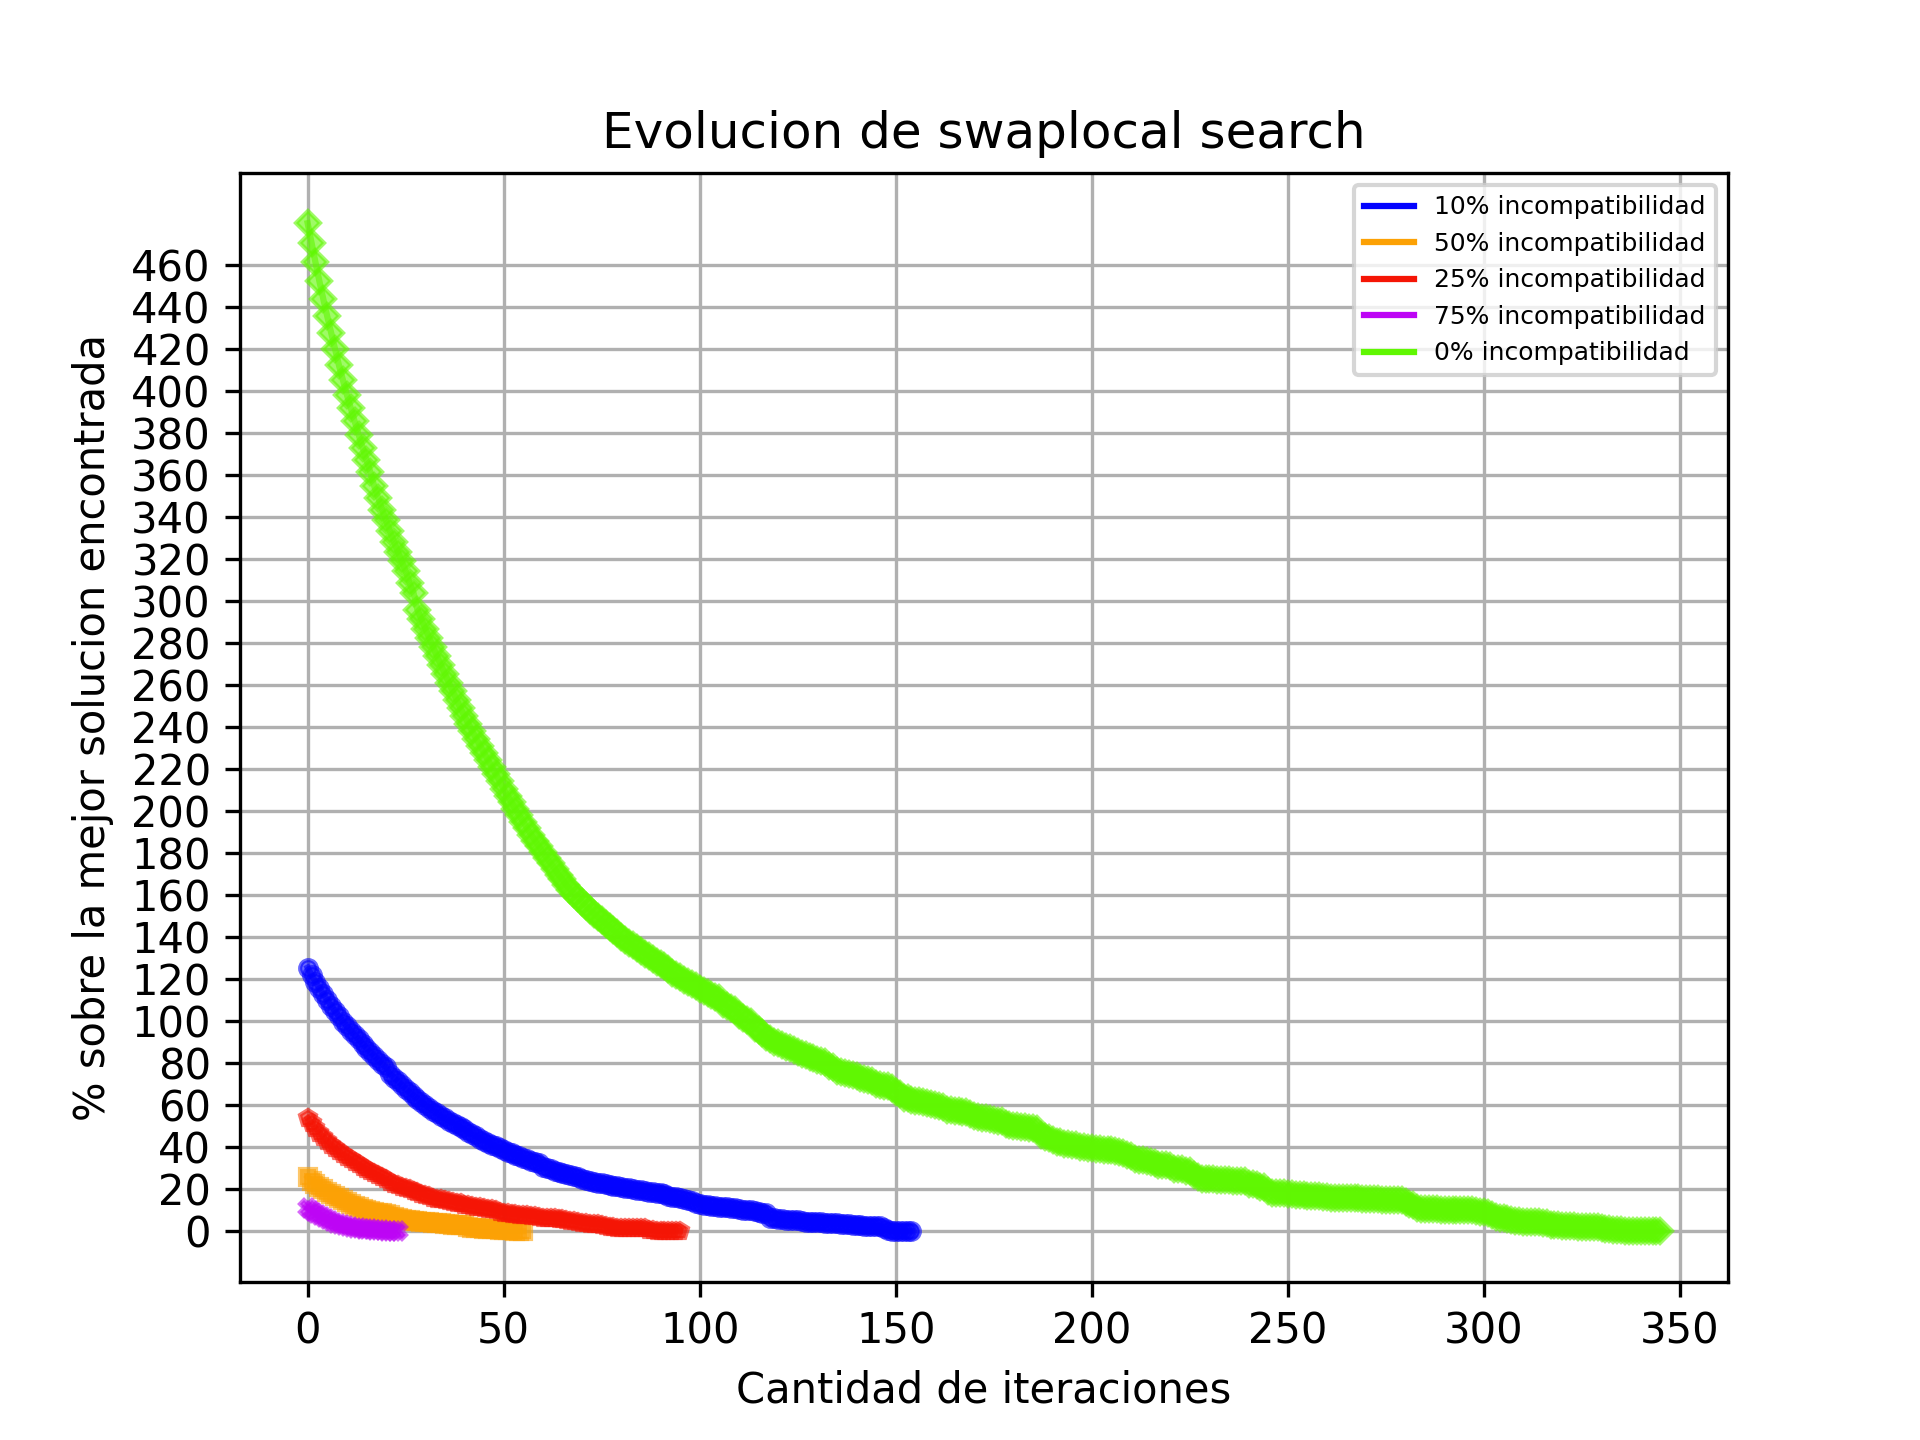 Evolucion de swaplocal search
10% incompatibilidad
50% incompatibilidad
25% incompatibilidad
75% incompatibilidad
0% incompatibilidad
% sobre la mejor solucion encontrada
460
440
420
400
380
360
340
320
300
280
260
240
220
200
180
160
140
120
100
80
60
40
20
0
0 50 100 150 200 250 300 350
Cantidad de iteraciones